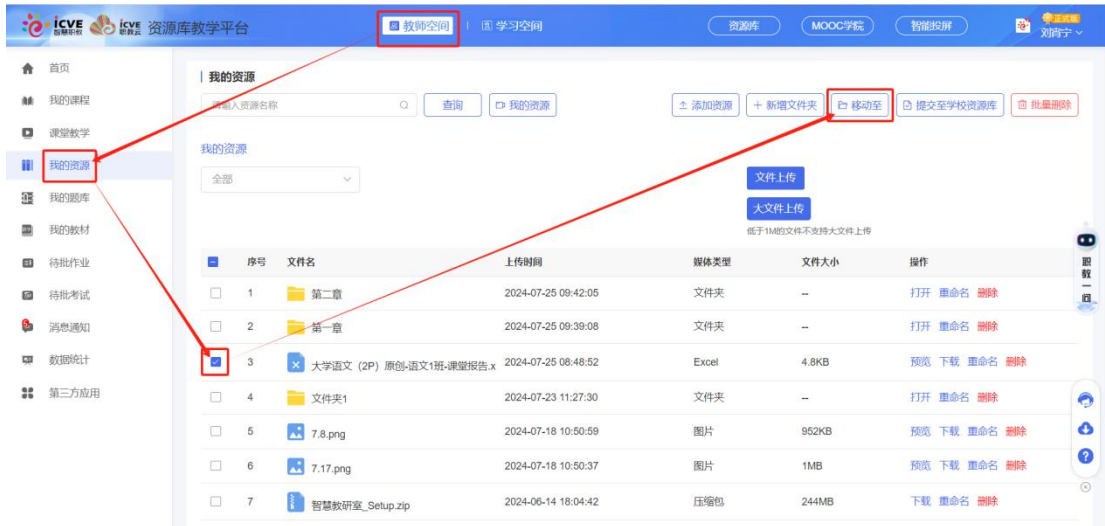 icve 智慧职教 icve 职教云 资源库教学平台 教师空间 学习空间 资源库 MOOC学院 智能投屏 正式版 刘肖宁
首页
我的课程
课堂教学
我的资源
我的题库
我的教材
待批作业
待批考试
消息通知
数据统计
第三方应用
我的资源
请输入资源名称 查询 我的资源 添加资源 新增文件夹 移动至 提交至学校资源库 批量删除
我的资源
全部
文件上传
大文件上传
低于1M的文件不支持大文件上传
序号 文件名 上传时间 媒体类型 文件大小 操作
1 第二章 2024-07-25 09:42:05 文件夹 -- 打开 重命名 删除
2 第一章 2024-07-25 09:39:08 文件夹 -- 打开 重命名 删除
3 大学语文（2P）原创-语文1班-课堂报告.x 2024-07-25 08:48:52 Excel 4.8KB 预览 下载 重命名 删除
4 文件夹1 2024-07-23 11:27:30 文件夹 -- 打开 重命名 删除
5 7.8.png 2024-07-18 10:50:59 图片 952KB 预览 下载 重命名 删除
6 7.17.png 2024-07-18 10:50:37 图片 1MB 预览 下载 重命名 删除
7 智慧教研室_Setup.zip 2024-06-14 18:04:42 压缩包 244MB 下载 重命名 删除
职教一问